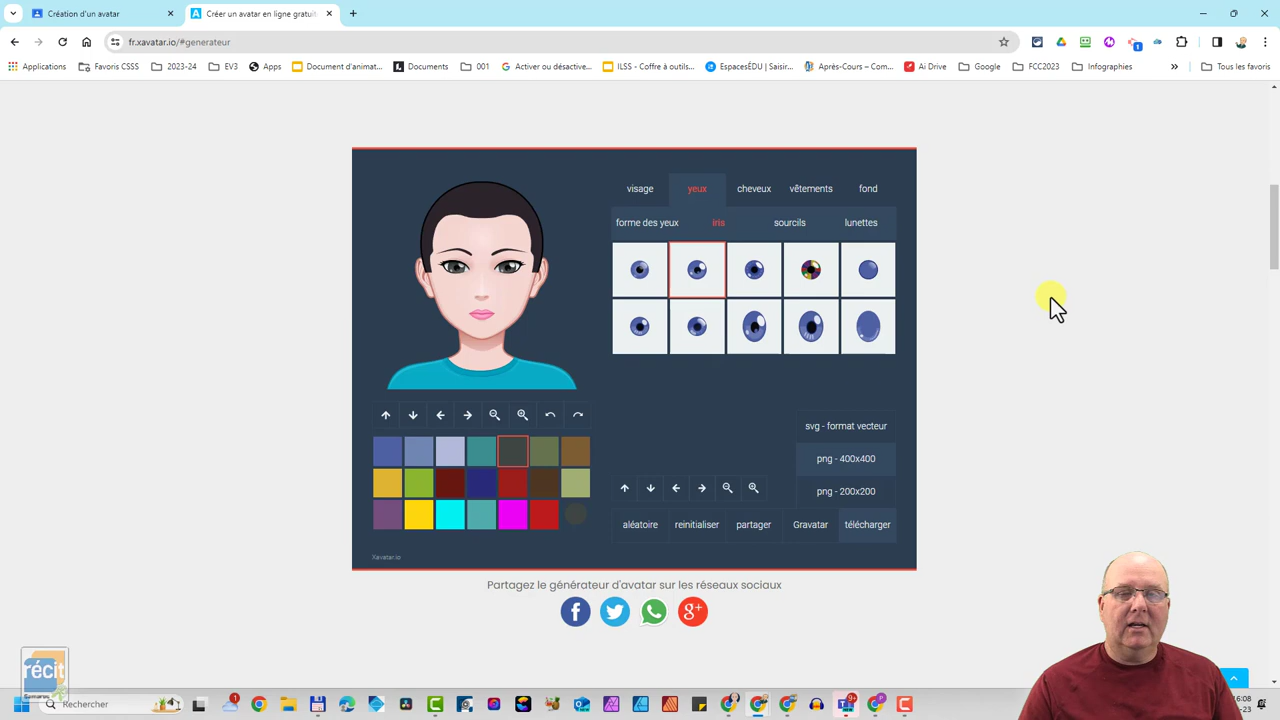 Création d'un avatar
Créer un avatar en ligne gratuit
fr.xavatar.io/#generateur
Applications
Favoris CSSS
2023-24
EV3
Apps
Document d'animat...
Documents
001
Activer ou désactive...
ILSS - Coffre à outils...
EspacesÉDU | Saisir...
Après-Cours – Com...
Ai Drive
Google
FCC2023
Infographies
Tous les favoris
visage
yeux
cheveux
vêtements
fond
forme des yeux
iris
sourcils
lunettes
svg - format vecteur
png - 400x400
png - 200x200
aléatoire
reinitialiser
partager
Gravatar
télécharger
Xavatar.io
Partagez le générateur d'avatar sur les réseaux sociaux
récit
Rechercher
16:08